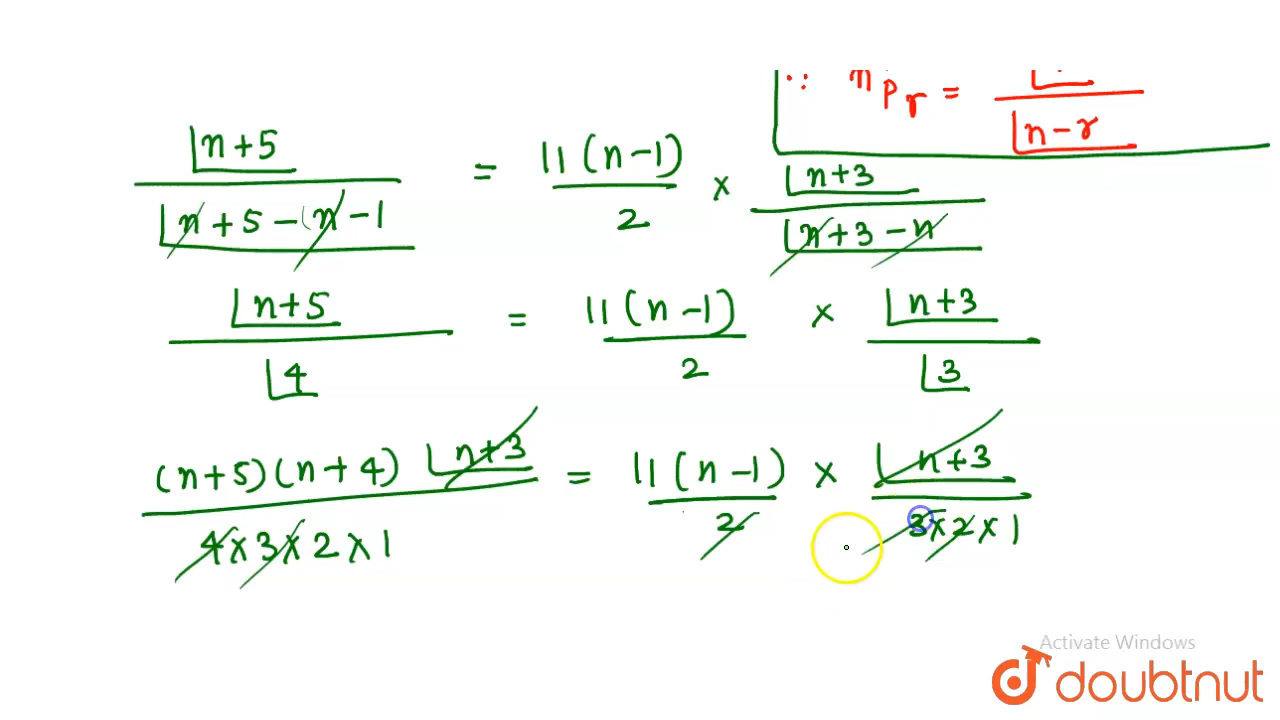 ∵ nPr = / ⌊n-r
⌊n+5 / ⌊n+5-(n-1 = 11(n-1) / 2 × ⌊n+3 / ⌊n+3-n
⌊n+5 / ⌊4 = 11(n-1) / 2 × ⌊n+3 / ⌊3
(n+5)(n+4) ⌊n+3 / 4×3×2×1 = 11(n-1) / 2 × ⌊n+3 / 3×2×1
Activate Windows
doubtnut